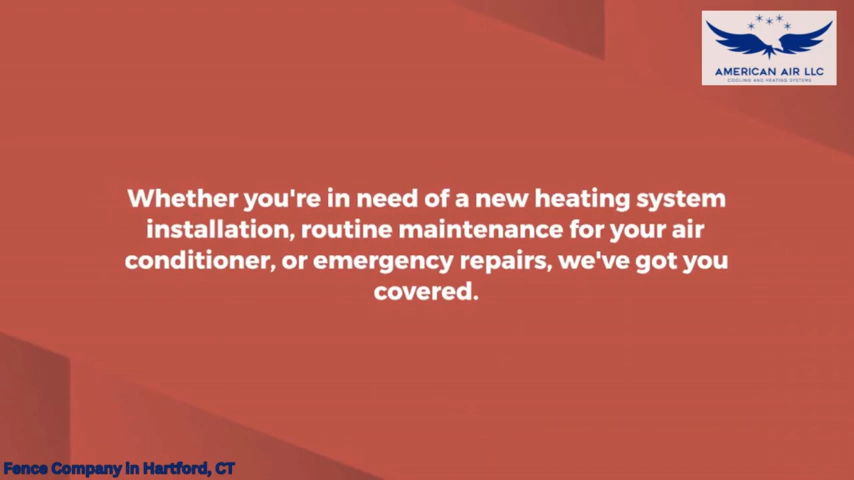 AMERICAN AIR LLC
COOLING AND HEATING SYSTEMS
Whether you're in need of a new heating system
installation, routine maintenance for your air
conditioner, or emergency repairs, we've got you
covered.
Fence Company in Hartford, CT